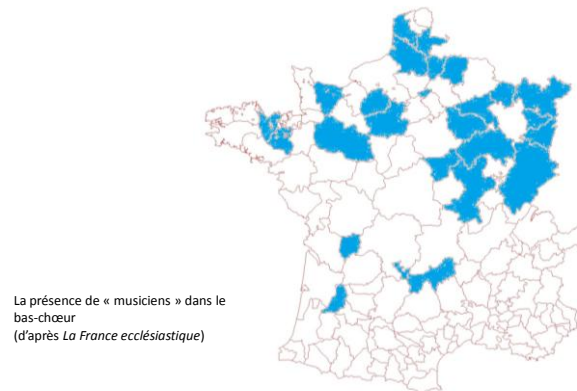 La présence de « musiciens » dans le
bas-chœur
(d'après La France ecclésiastique)